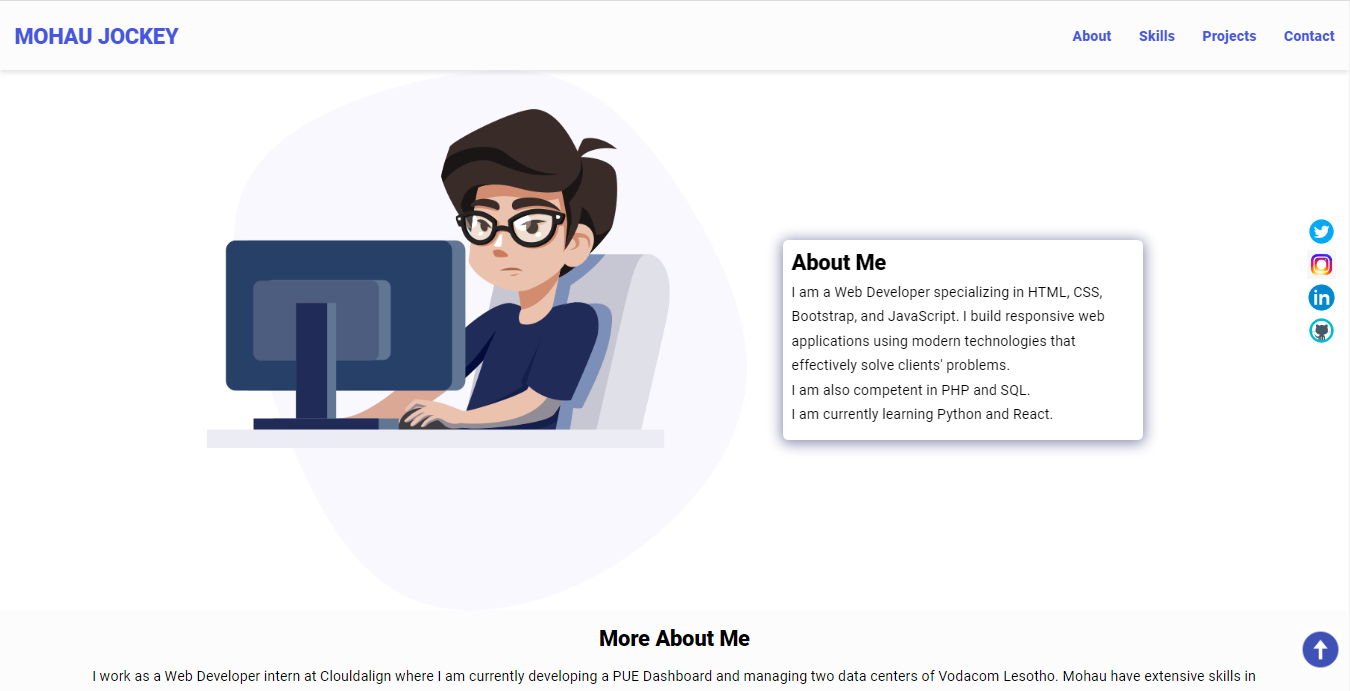 MOHAU JOCKEY
About Skills Projects Contact
About Me
I am a Web Developer specializing in HTML, CSS,
Bootstrap, and JavaScript. I build responsive web
applications using modern technologies that
effectively solve clients' problems.
I am also competent in PHP and SQL.
I am currently learning Python and React.
in
More About Me
I work as a Web Developer intern at Clouldalign where I am currently developing a PUE Dashboard and managing two data centers of Vodacom Lesotho. Mohau have extensive skills in